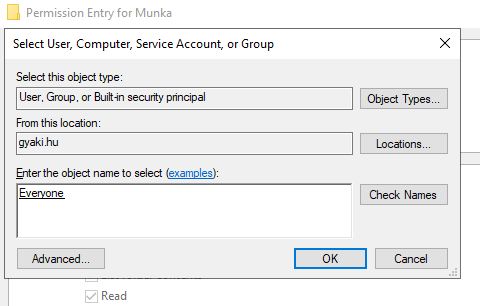 Permission Entry for Munka
Select User, Computer, Service Account, or Group
Select this object type:
User, Group, or Built-in security principal
Object Types...
From this location:
gyaki.hu
Locations...
Enter the object name to select (examples):
Everyone
Check Names
Advanced...
OK
Cancel
Read